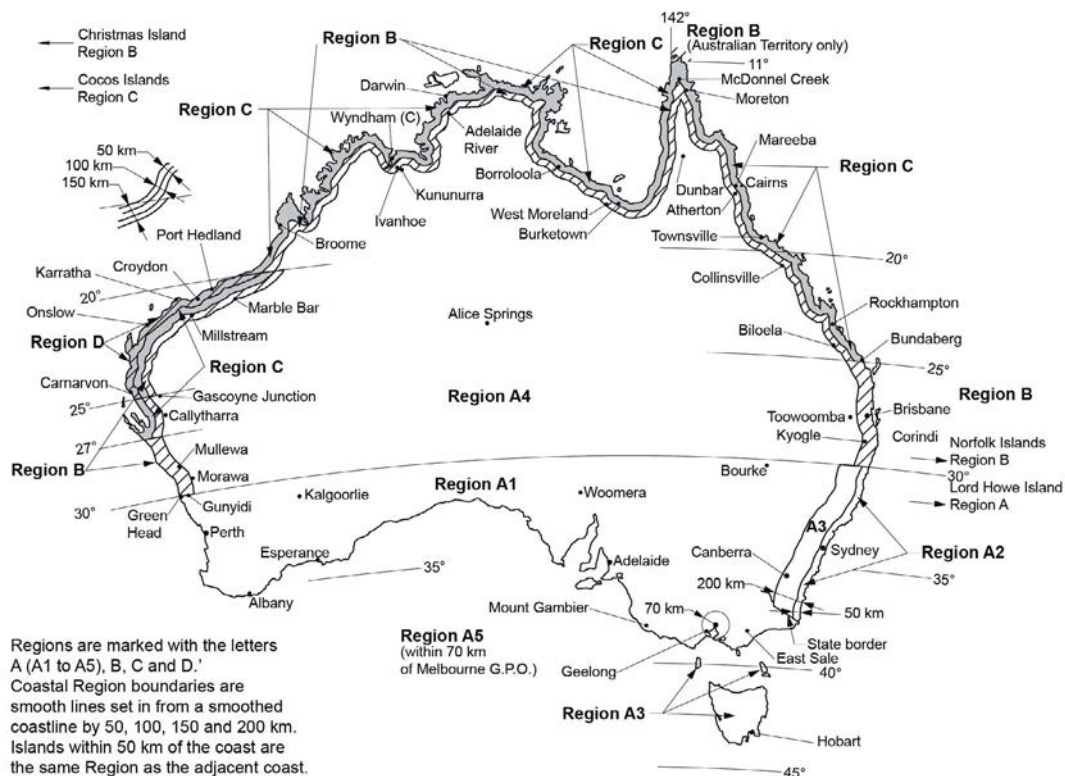 Christmas Island
Region B
Cocos Islands
Region C
142°
Region B
(Australian Territory only)
11°
Region B
Region C
McDonnel Creek
Moreton
Darwin
Region C
Wyndham (C)
Adelaide
River
Mareeba
Region C
50 km
100 km
150 km
Borroloola
Dunbar
Cairns
Kununurra
Atherton
Ivanhoe
West Moreland
Burketown
Townsville
Port Hedland
Broome
20°
Karratha
Croydon
Collinsville
20°
Onslow
Marble Bar
Rockhampton
Alice Springs
Region D
Millstream
Biloela
Bundaberg
Region C
25°
Carnarvon
Gascoyne Junction
Region A4
Region B
25°
Callytharra
Toowoomba
Brisbane
27°
Kyogle
Corindi
Mullewa
Norfolk Islands
Region B
Region B
Morawa
Bourke
30°
30°
Kalgoorlie
Region A1
Woomera
Lord Howe Island
Region A
Gunyidi
Green
Head
Perth
A3
Esperance
Adelaide
Canberra
Sydney
Region A2
35°
200 km
35°
Albany
Mount Gambier
70 km
50 km
Region A5
(within 70 km
of Melbourne G.P.O.)
State border
East Sale
Geelong
40°
Region A3
Hobart
45°
Regions are marked with the letters
A (A1 to A5), B, C and D.'
Coastal Region boundaries are
smooth lines set in from a smoothed
coastline by 50, 100, 150 and 200 km.
Islands within 50 km of the coast are
the same Region as the adjacent coast.